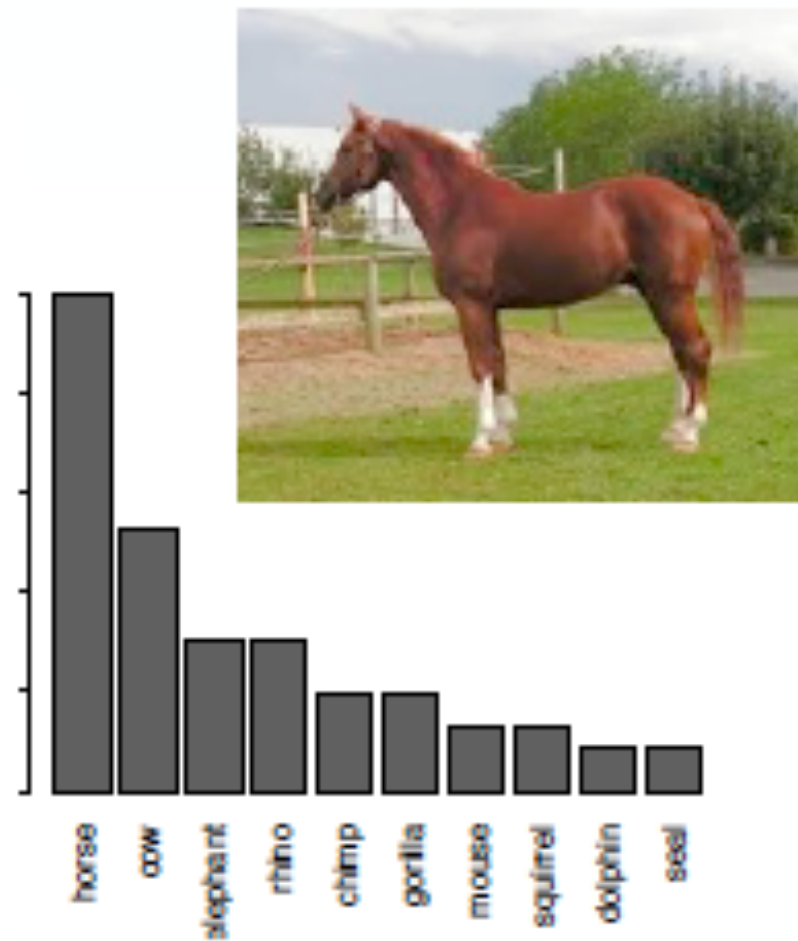 horse
cow
elephant
rhino
chimp
gorilla
mouse
squirrel
dolphin
seal